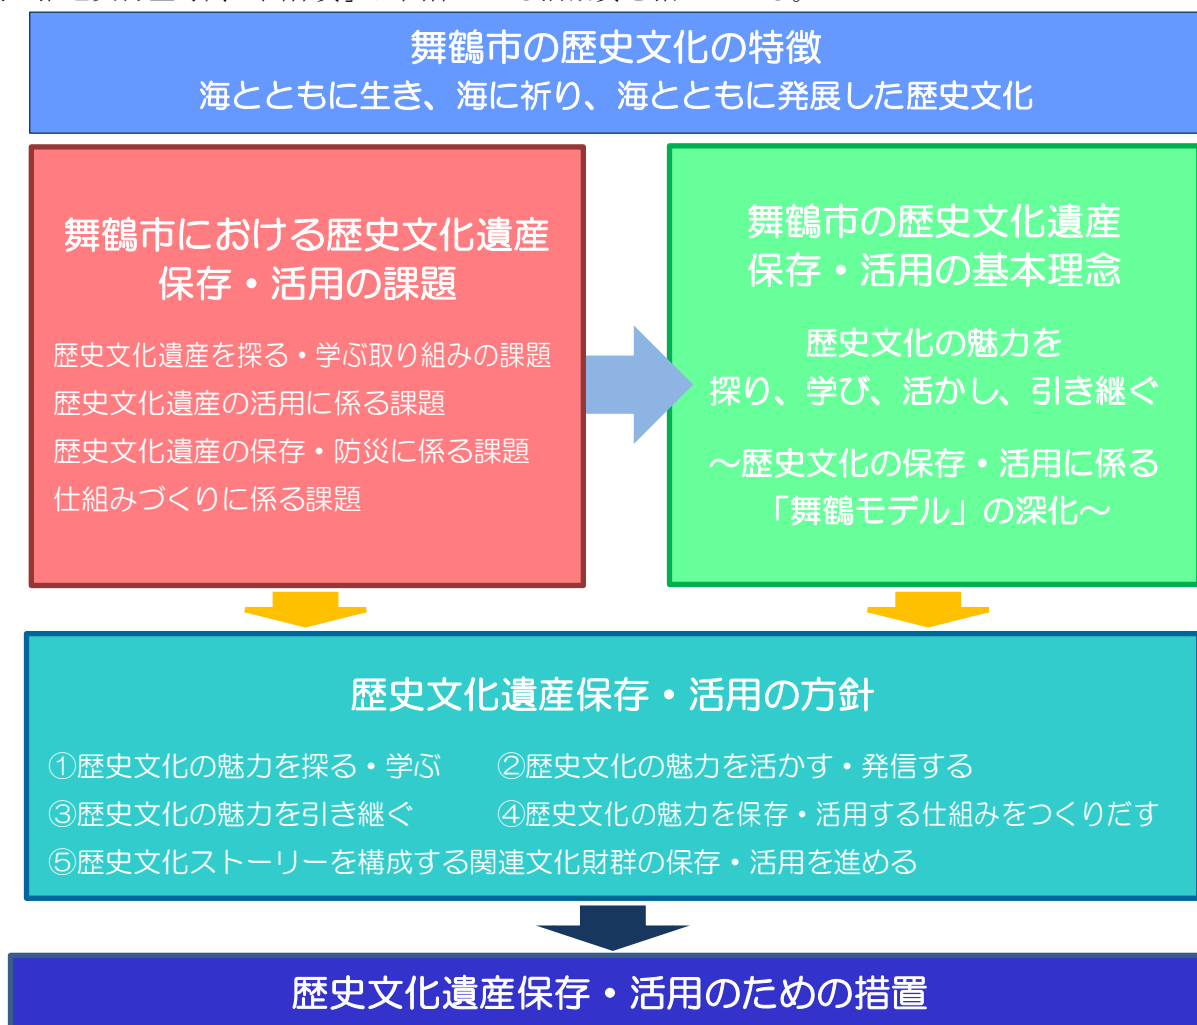 舞鶴市の歴史文化の特徴
海とともに生き、海に祈り、海とともに発展した歴史文化
舞鶴市における歴史文化遺産
保存・活用の課題
歴史文化遺産を探る・学ぶ取り組みの課題
歴史文化遺産の活用に係る課題
歴史文化遺産の保存・防災に係る課題
仕組みづくりに係る課題
舞鶴市の歴史文化遺産
保存・活用の基本理念
歴史文化の魅力を
探り、学び、活かし、引き継ぐ
～歴史文化の保存・活用に係る
「舞鶴モデル」の深化～
歴史文化遺産保存・活用の方針
①歴史文化の魅力を探る・学ぶ ②歴史文化の魅力を活かす・発信する
③歴史文化の魅力を引き継ぐ ④歴史文化の魅力を保存・活用する仕組みをつくりだす
⑤歴史文化ストーリーを構成する関連文化財群の保存・活用を進める
歴史文化遺産保存・活用のための措置